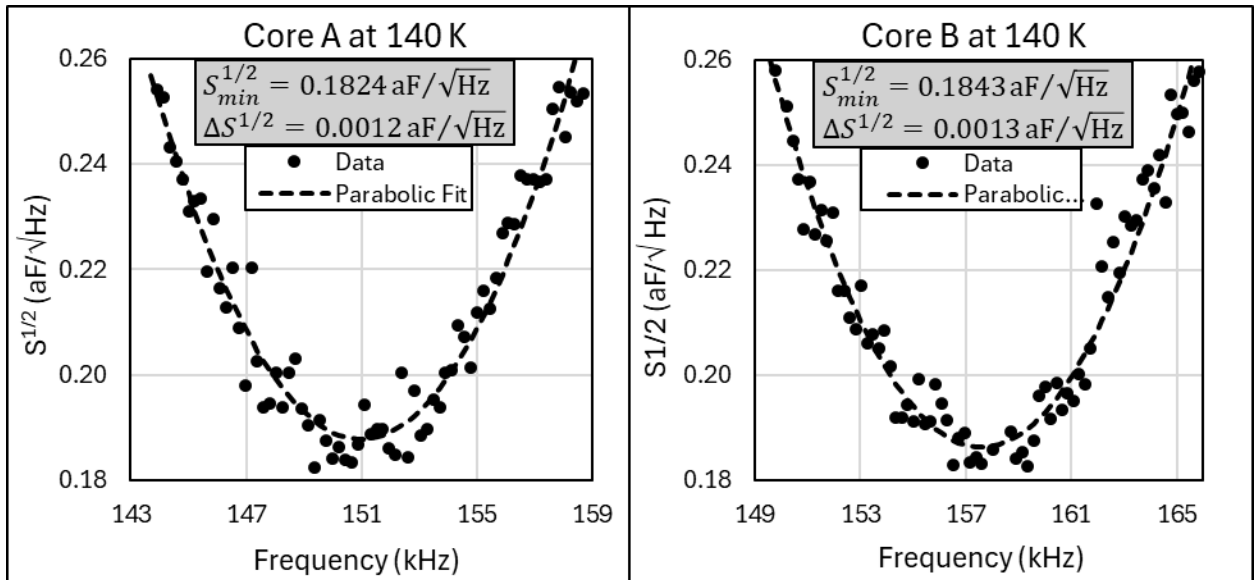 Core A at 140 K
0.26
0.24
0.22
0.20
0.18
S^{1/2} (aF/√Hz)
S_{min}^{1/2} = 0.1824 aF/√Hz
ΔS^{1/2} = 0.0012 aF/√Hz
Data
Parabolic Fit
143 147 151 155 159
Frequency (kHz)
Core B at 140 K
0.26
0.24
0.22
0.20
0.18
S1/2 (aF/√ Hz)
S_{min}^{1/2} = 0.1843 aF/√Hz
ΔS^{1/2} = 0.0013 aF/√Hz
Data
Parabolic...
149 153 157 161 165
Frequency (kHz)